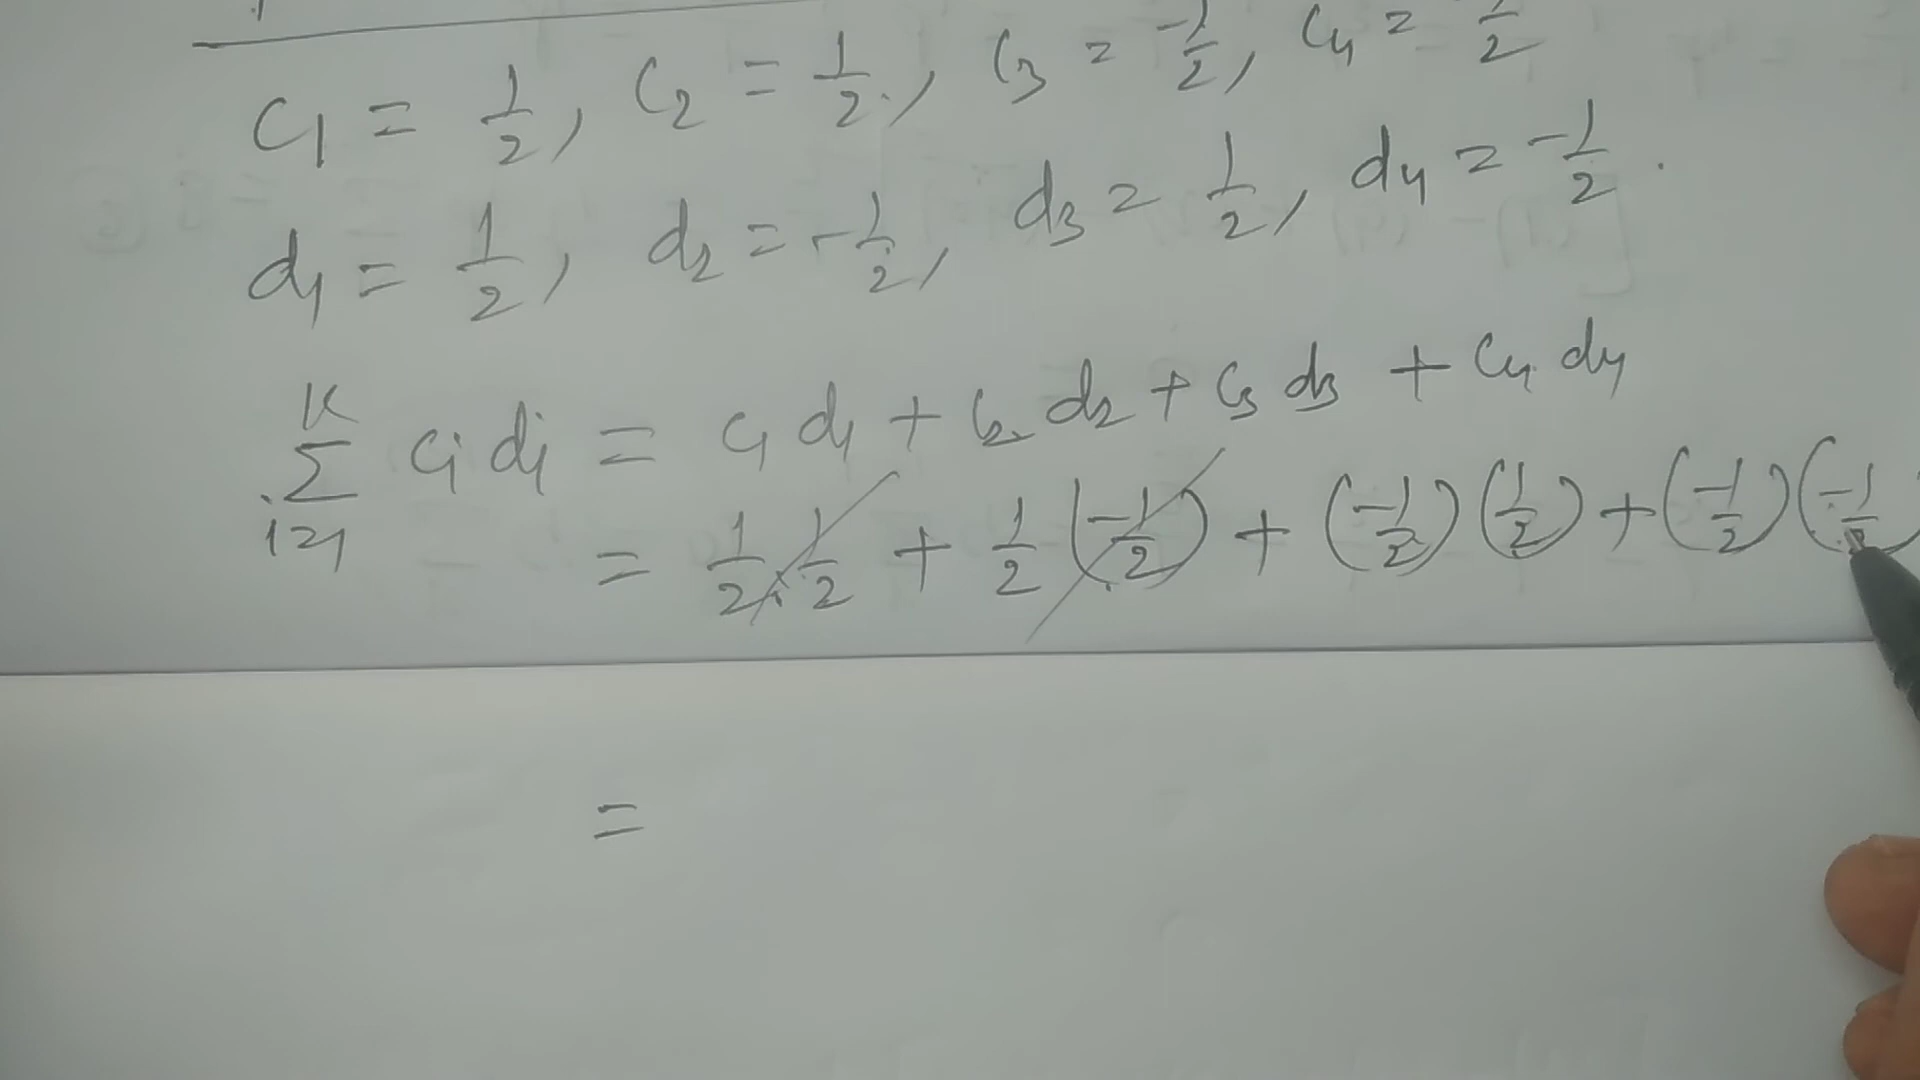 C1 = 1/2, C2 = 1/2, C3 = -1/2, C4 = 1/2
d1 = 1/2, d2 = -1/2, d3 = 1/2, d4 = -1/2.
K Σ i=1 Ci di = C1 d1 + C2 d2 + C3 d3 + C4 d4
= 1/2 . 1/2 + 1/2 (-1/2) + (-1/2) (1/2) + (-1/2) (-1/2)
=